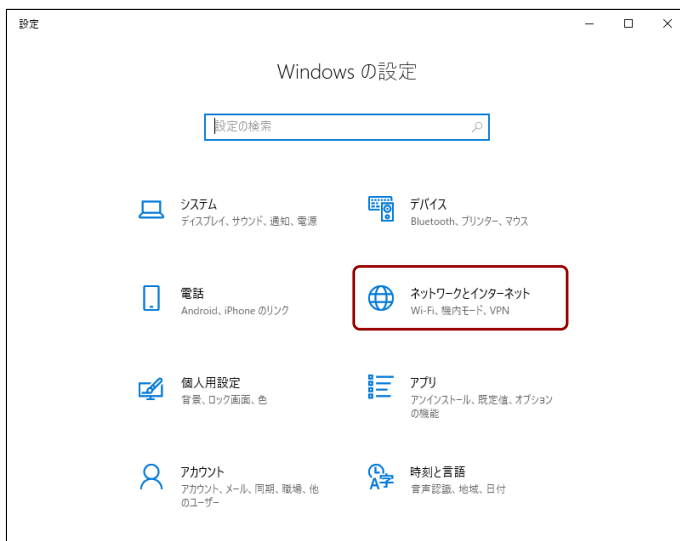 設定
Windows の設定
設定の検索
システム
ディスプレイ、サウンド、通知、電源
デバイス
Bluetooth、プリンター、マウス
電話
Android、iPhone のリンク
ネットワークとインターネット
Wi-Fi、機内モード、VPN
個人用設定
背景、ロック画面、色
アプリ
アンインストール、既定値、オプション
の機能
アカウント
アカウント、メール、同期、職場、他
のユーザー
時刻と言語
音声認識、地域、日付